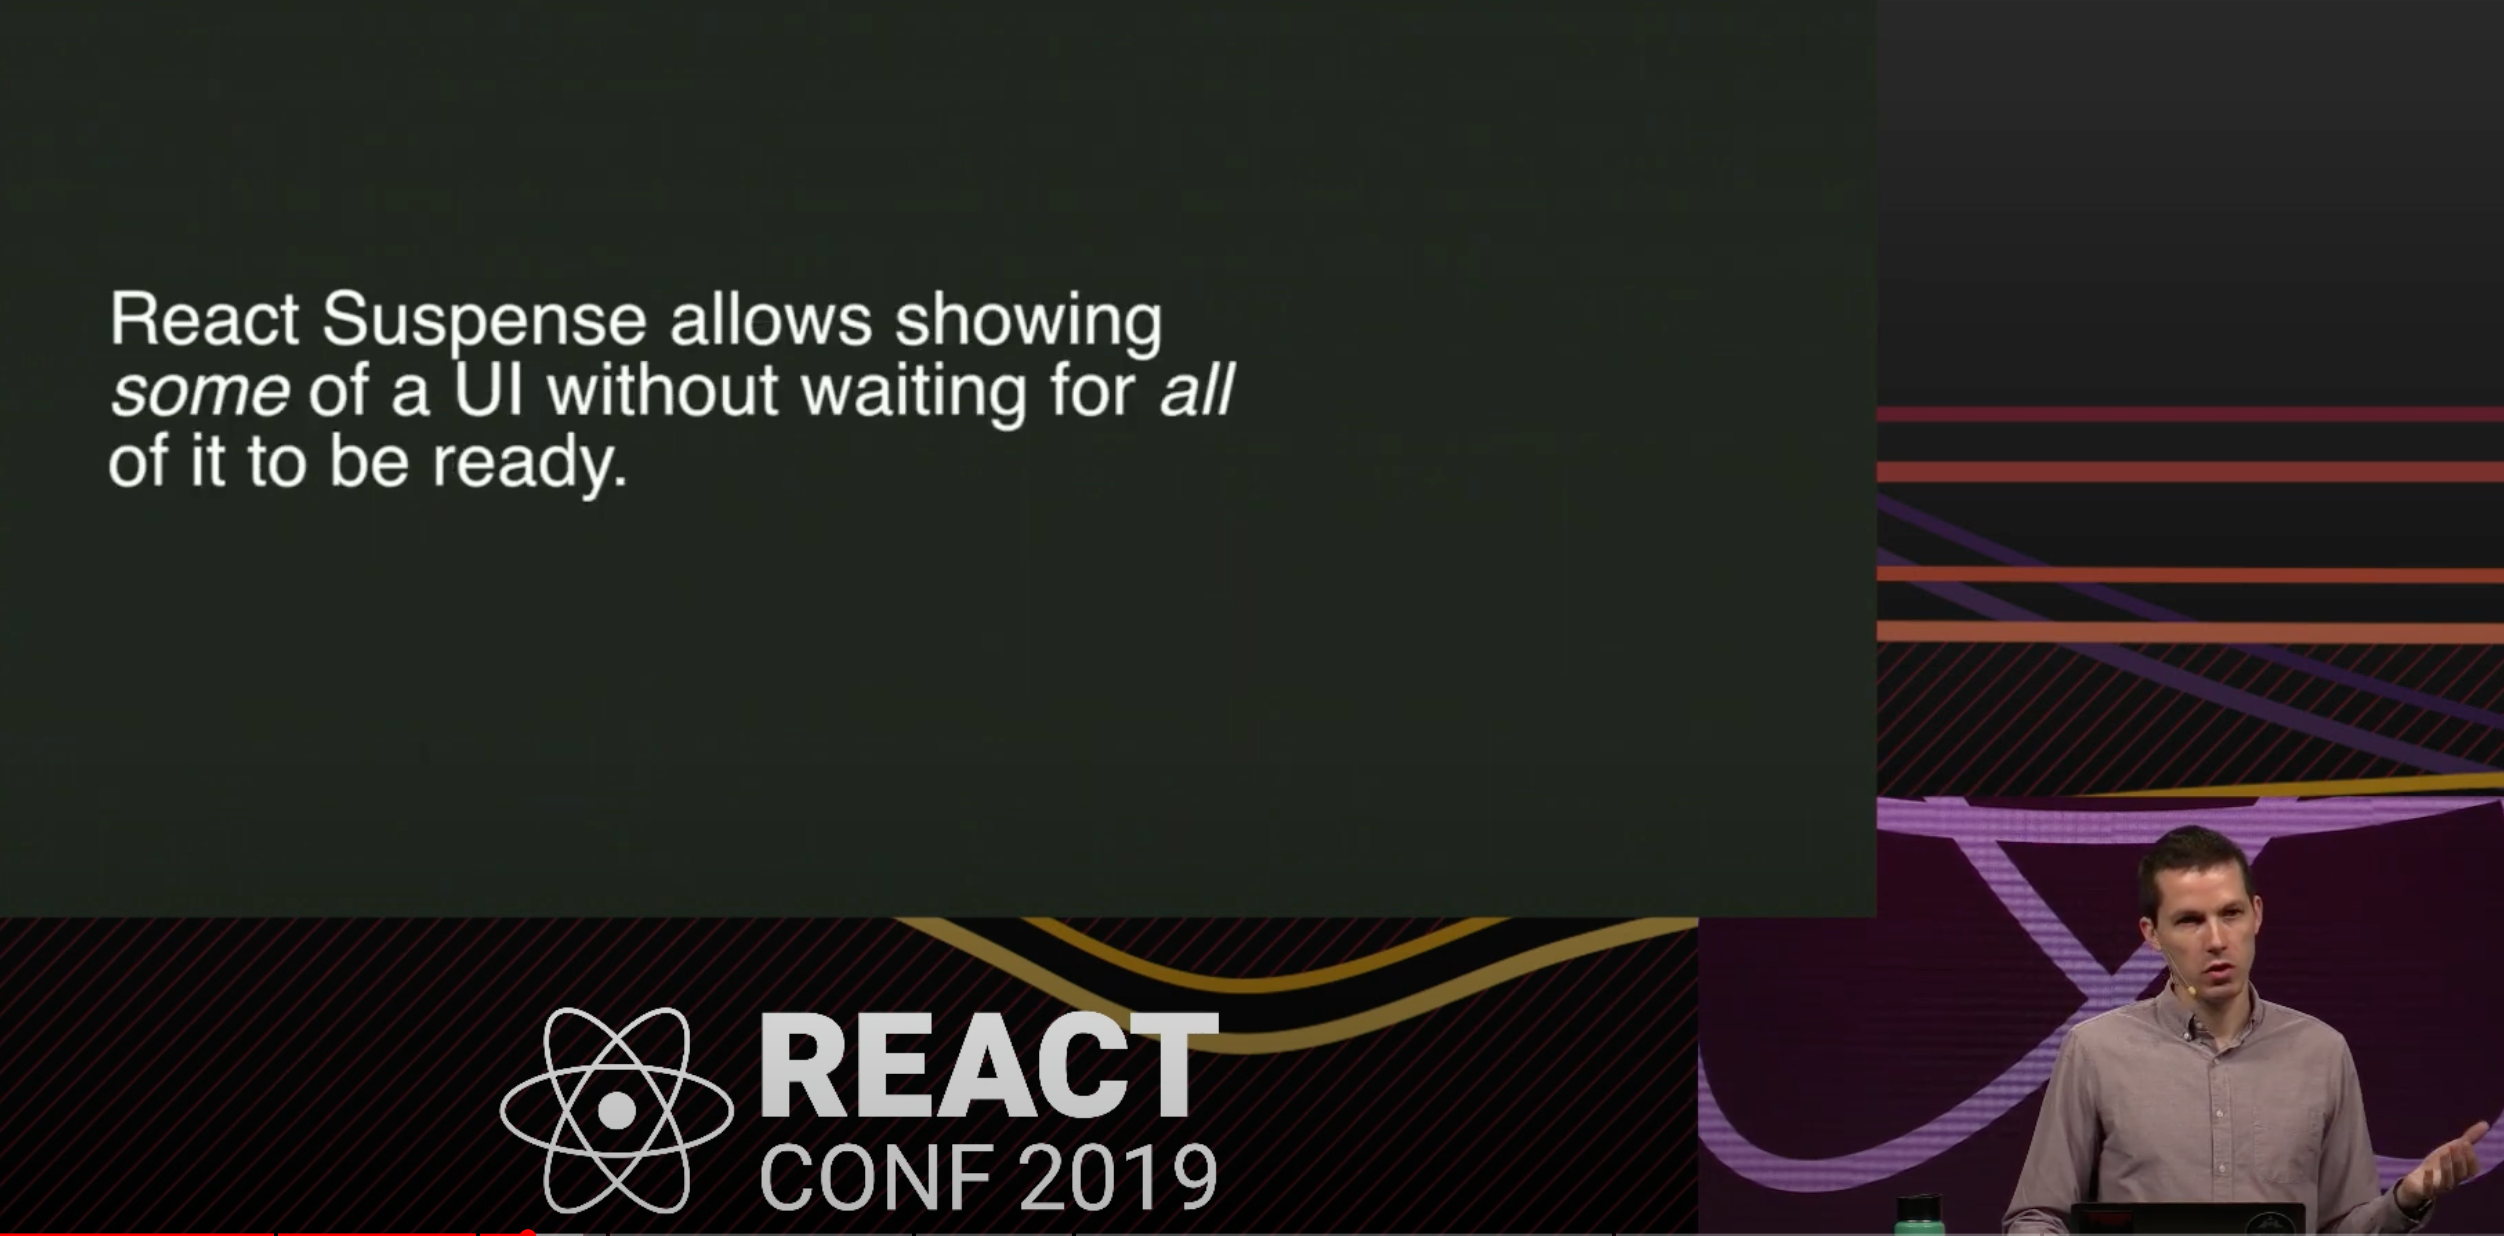 React Suspense allows showing
some of a UI without waiting for all
of it to be ready.
REACT
CONF 2019